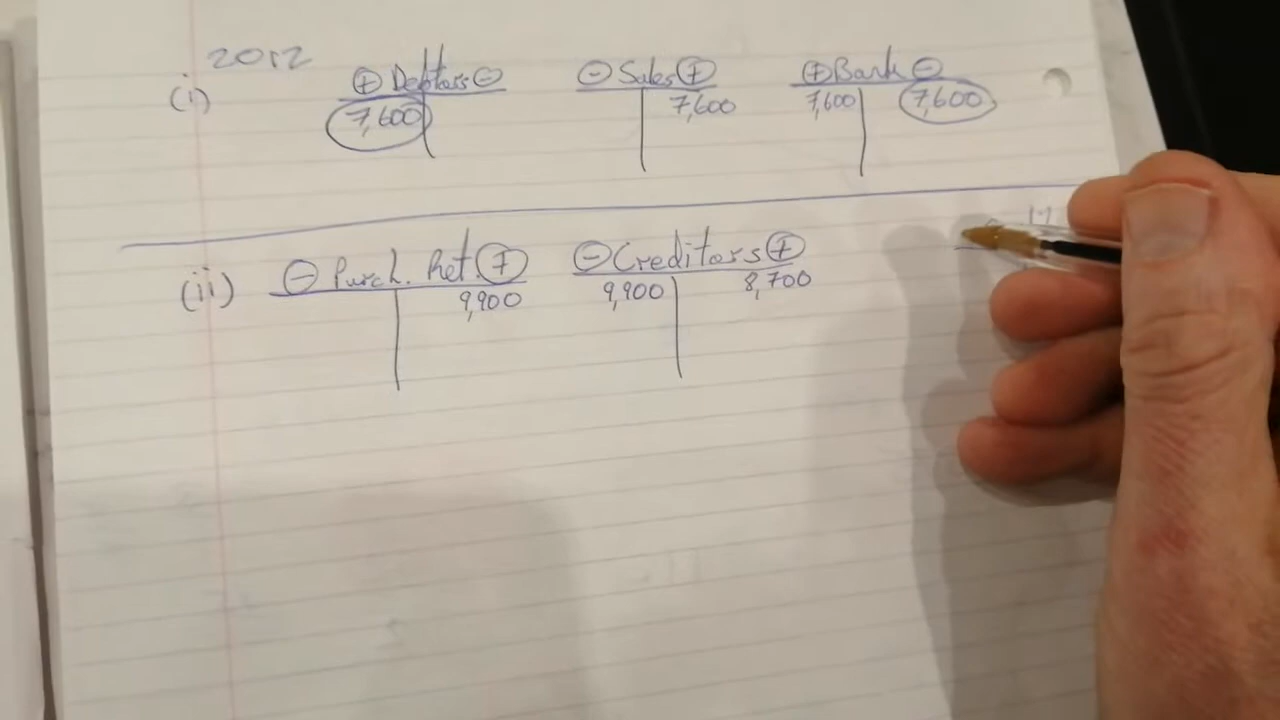 2012
(i) + Debtors - - Sales + + Bank -
7,600 7,600 7,600 7,600
(ii) - Purch. Ret. + - Creditors +
9,900 9,900 8,700